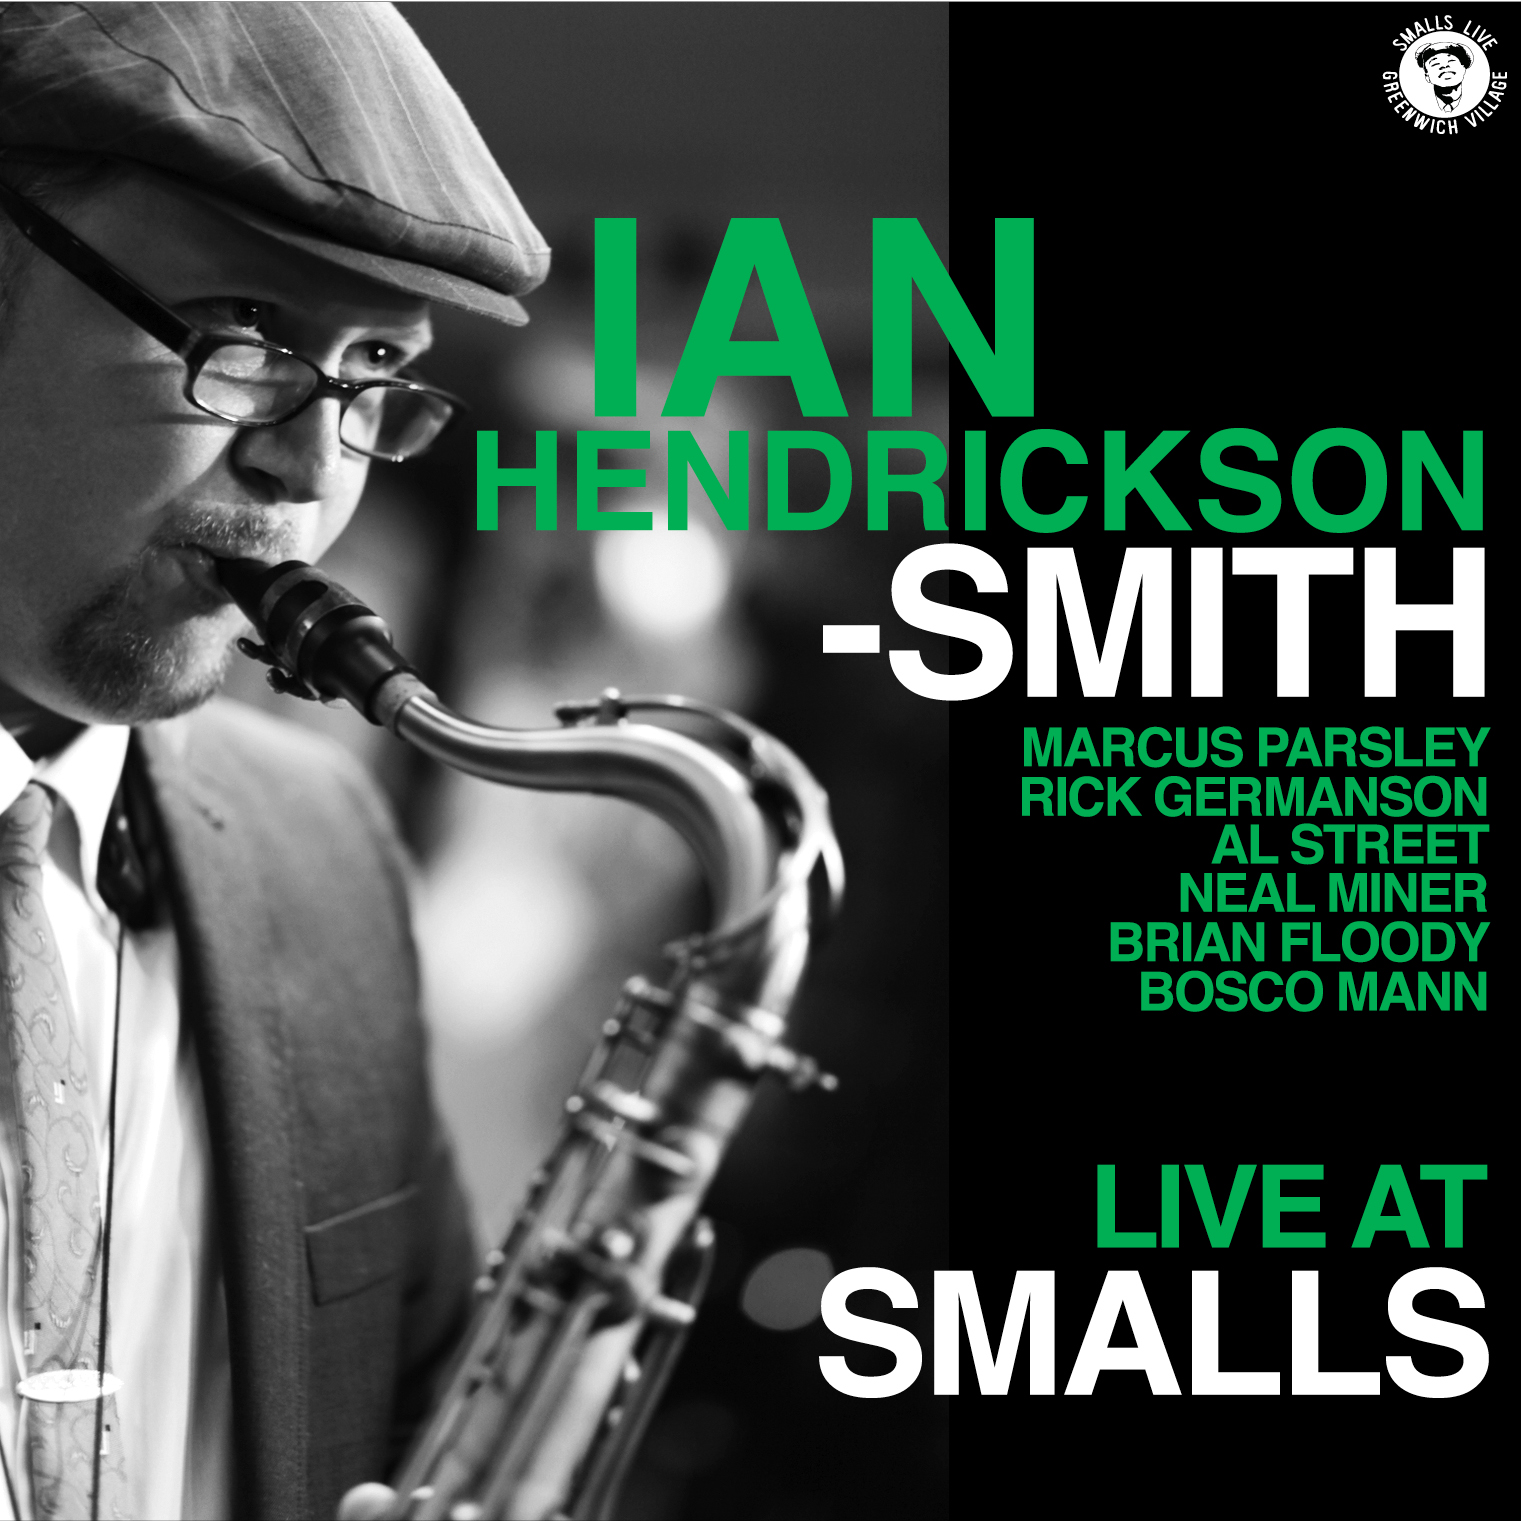 SMALLS LIVE
GREENWICH VILLAGE
IAN
HENDRICKSON
-SMITH
MARCUS PARSLEY
RICK GERMANSON
AL STREET
NEAL MINER
BRIAN FLOODY
BOSCO MANN
LIVE AT
SMALLS